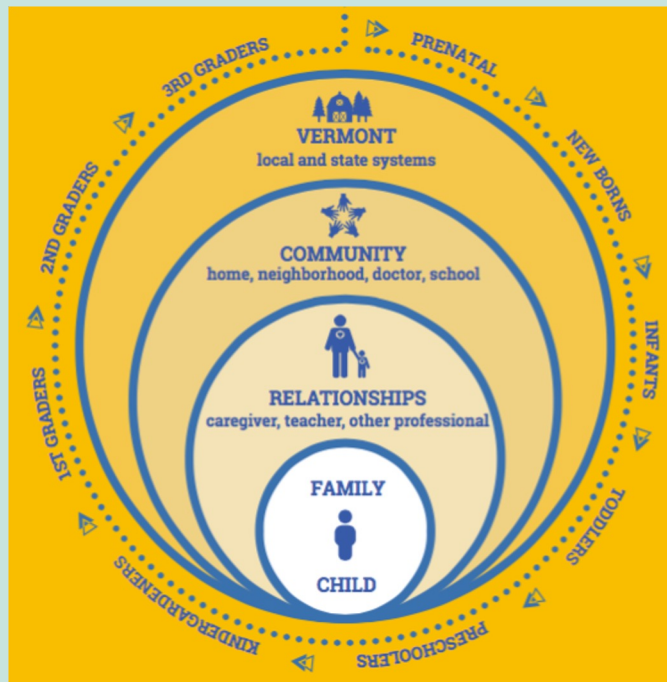 PRENATAL
NEW BORNS
INFANTS
TODDLERS
PRESCHOOLERS
KINDERGARDENERS
1ST GRADERS
2ND GRADERS
3RD GRADERS
VERMONT
local and state systems
COMMUNITY
home, neighborhood, doctor, school
RELATIONSHIPS
caregiver, teacher, other professional
FAMILY
CHILD